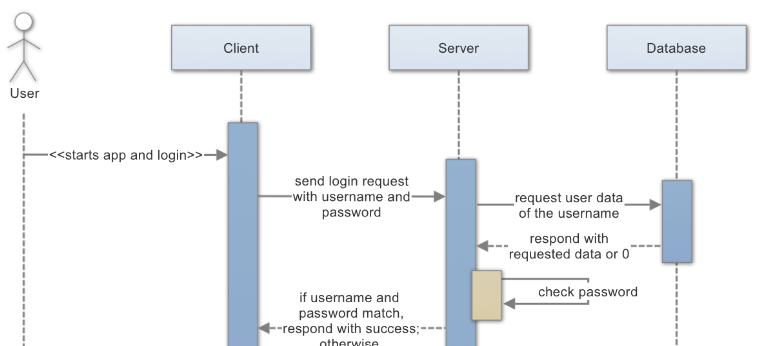 Client
Server
Database
User
<<starts app and login>>
send login request
with username and
password
request user data
of the username
respond with
requested data or 0
check password
if username and
password match,
respond with success;
otherwise